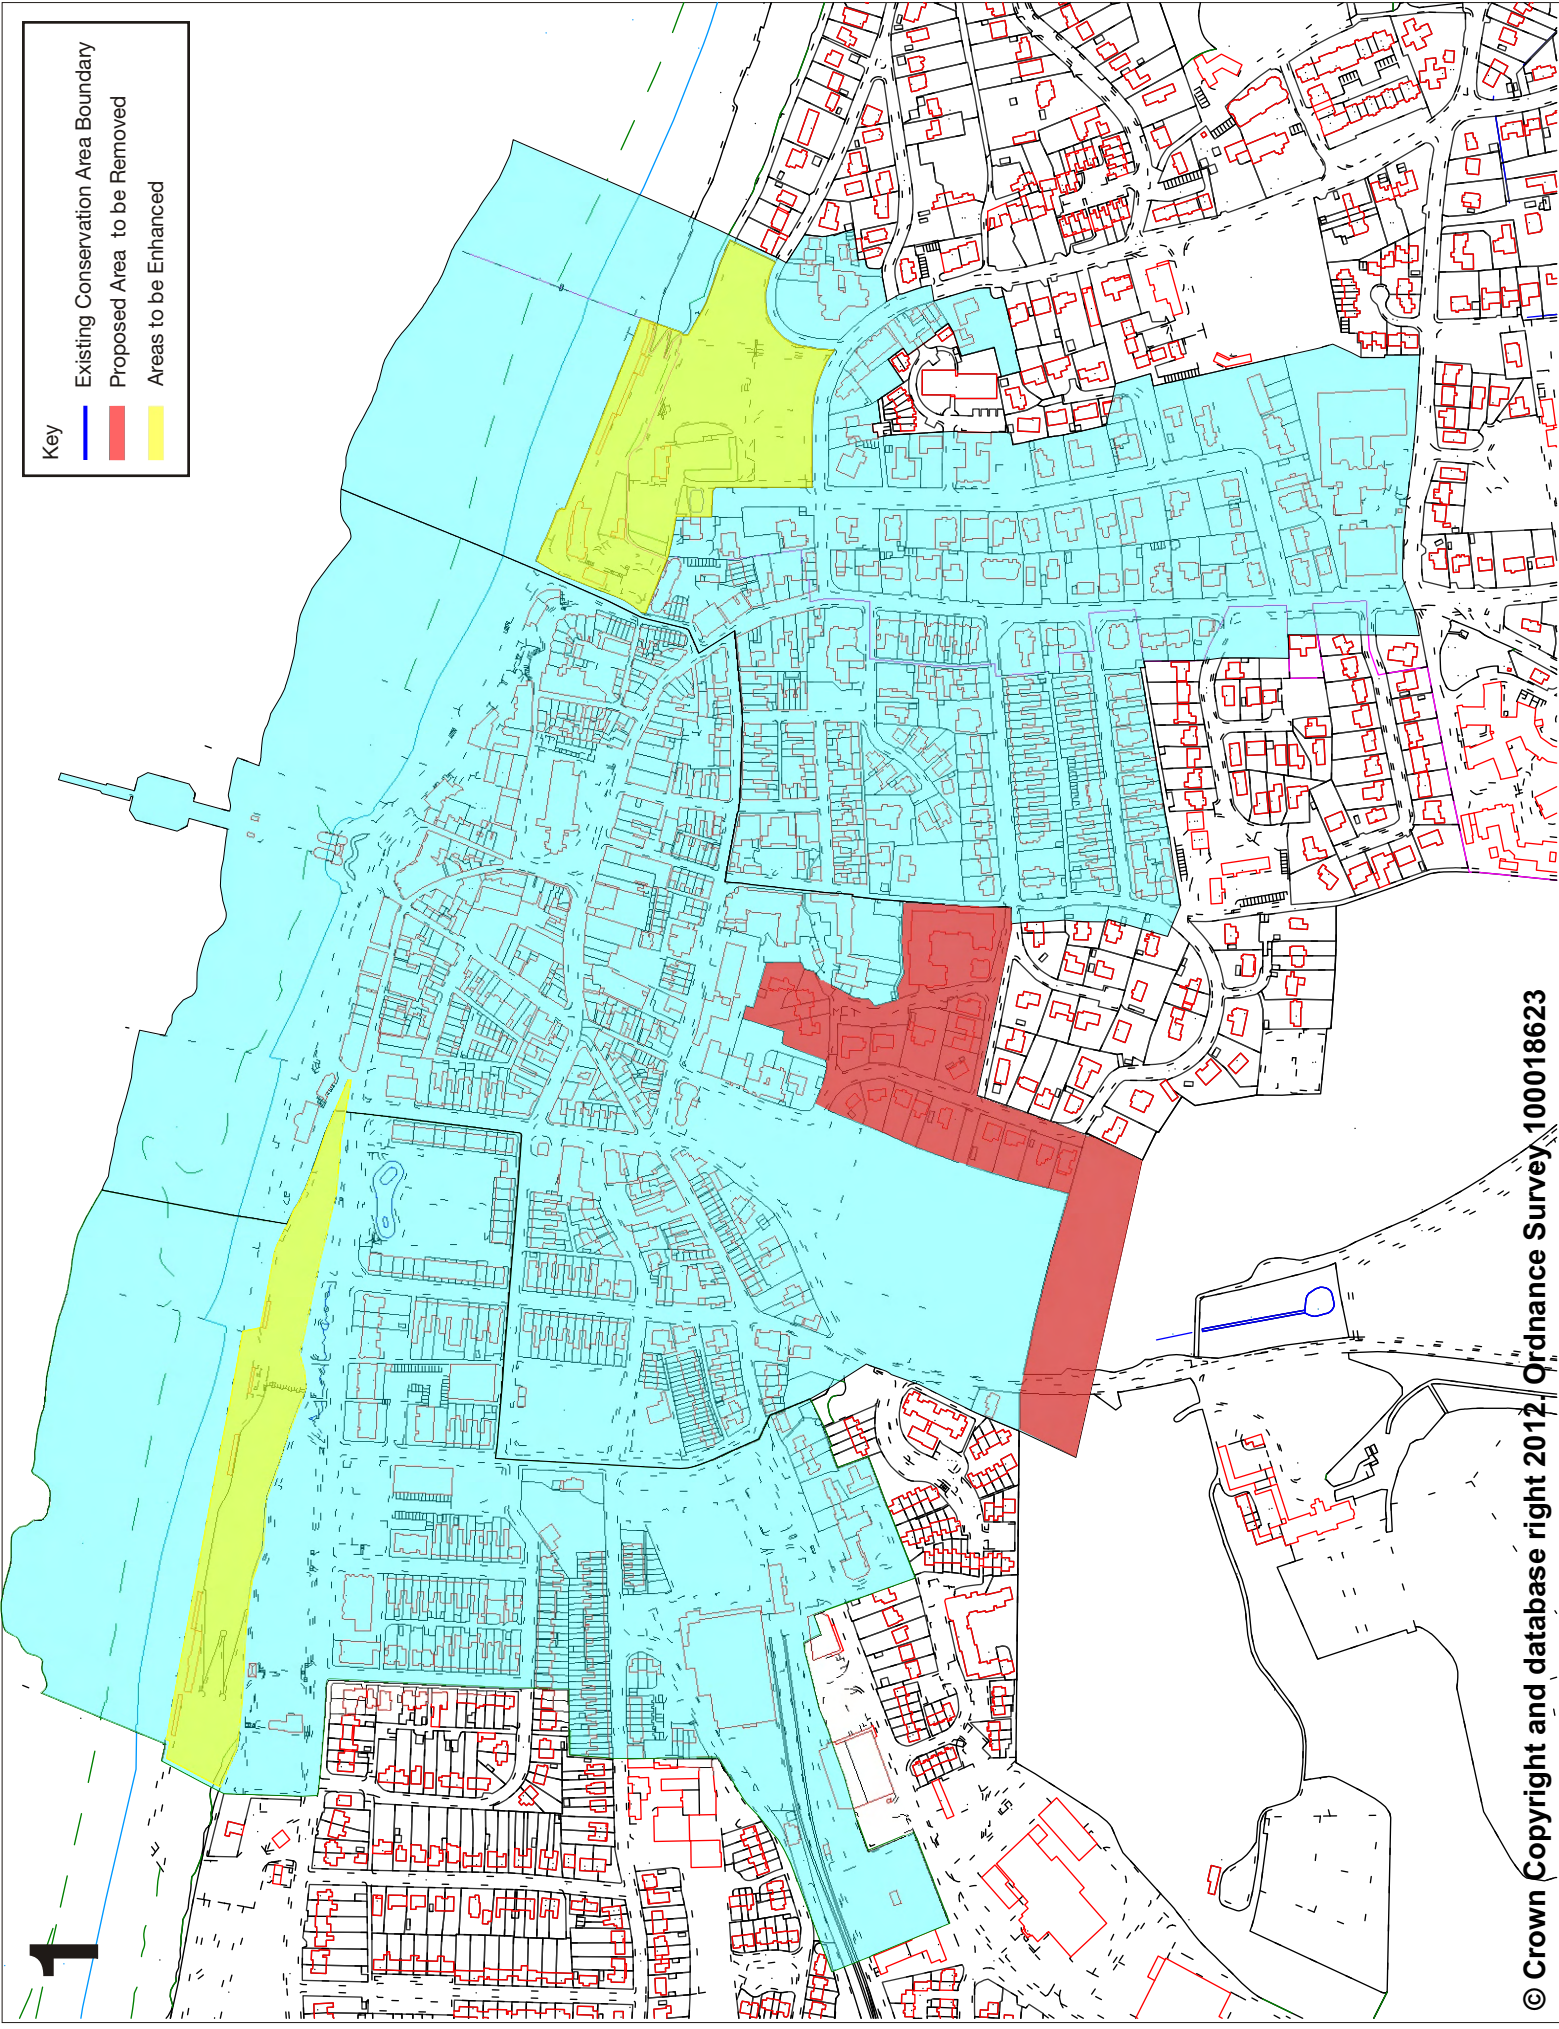 Key
Existing Conservation Area Boundary
Proposed Area to be Removed
Areas to be Enhanced
1
© Crown Copyright and database right 2012. Ordnance Survey 100018623